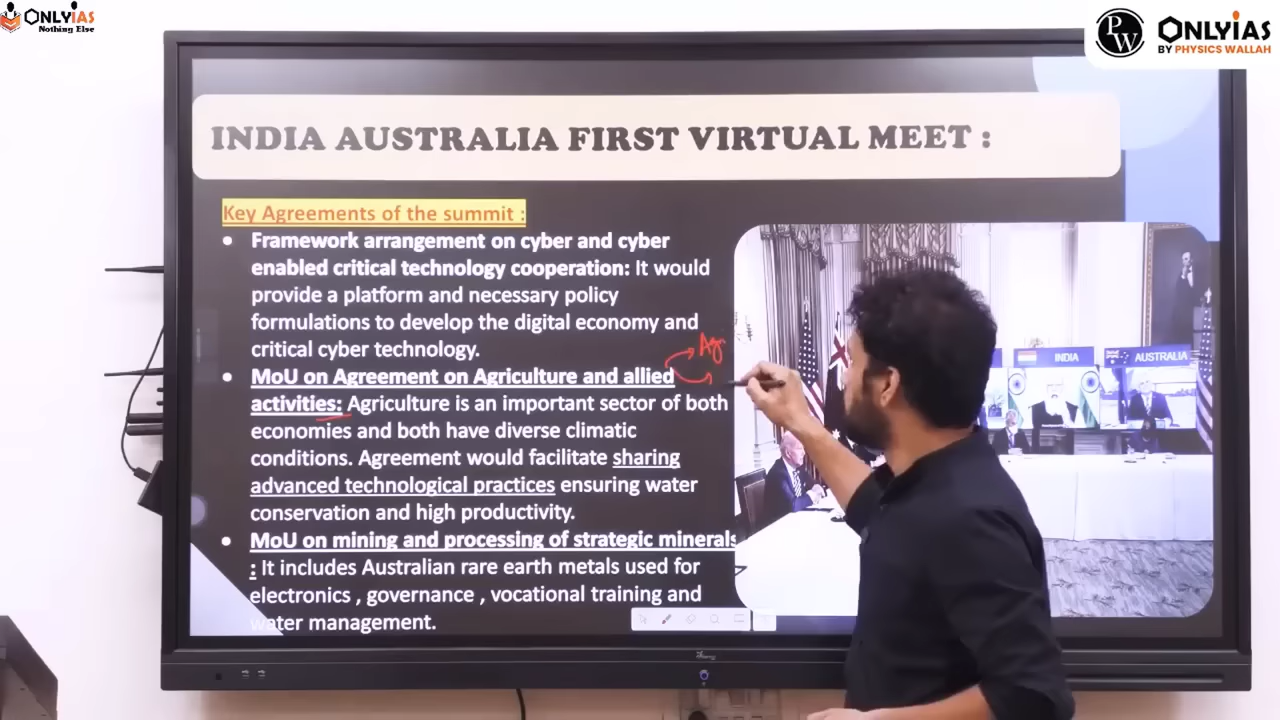 ONLYIAS
Nothing Else
PW
ONLYIAS
BY PHYSICS WALLAH
INDIA AUSTRALIA FIRST VIRTUAL MEET :
Key Agreements of the summit :
• Framework arrangement on cyber and cyber
enabled critical technology cooperation: It would
provide a platform and necessary policy
formulations to develop the digital economy and
critical cyber technology.
Ag
• MoU on Agreement on Agriculture and allied
activities: Agriculture is an important sector of both
economies and both have diverse climatic
conditions. Agreement would facilitate sharing
advanced technological practices ensuring water
conservation and high productivity.
• MoU on mining and processing of strategic minerals
: It includes Australian rare earth metals used for
electronics , governance , vocational training and
water management.
INDIA
AUSTRALIA